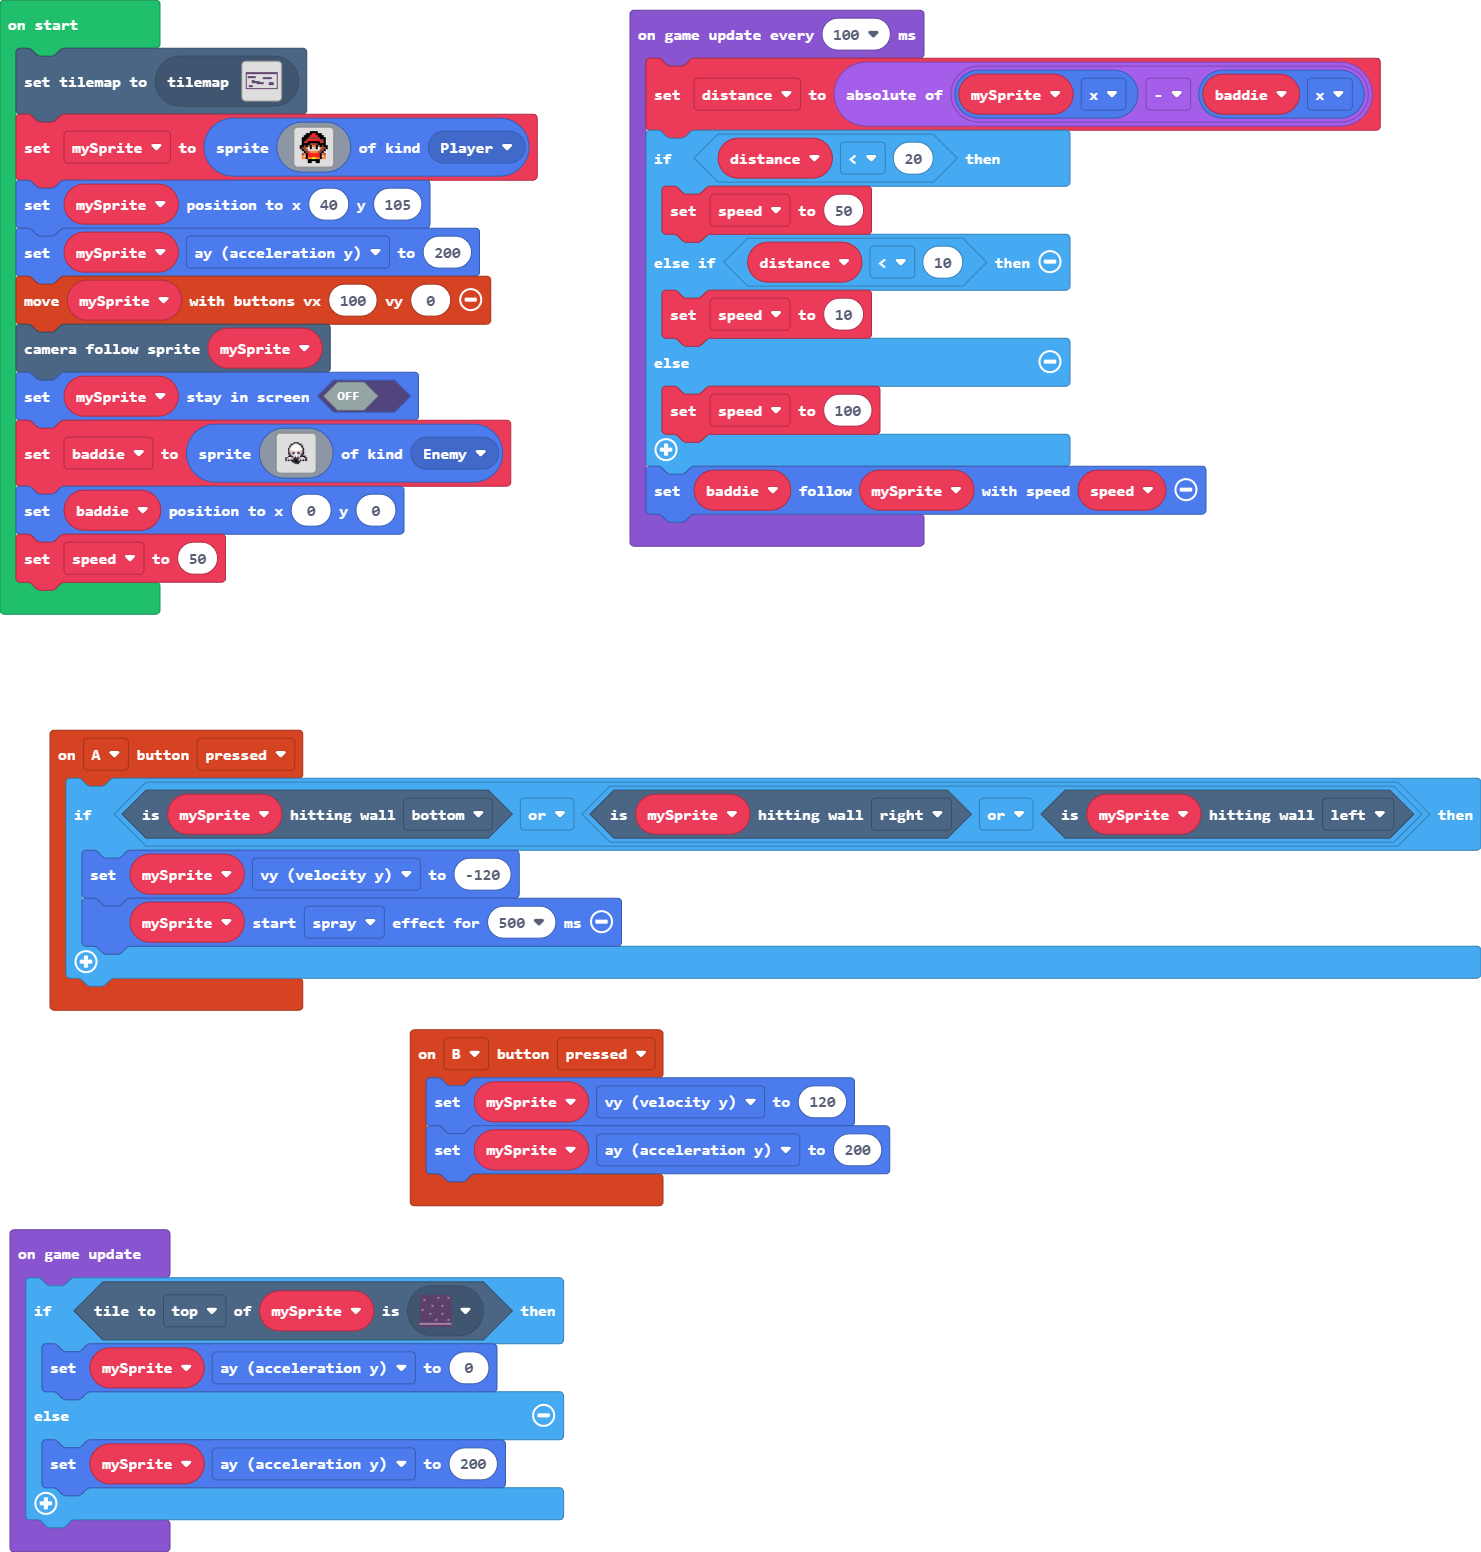 on start
set tilemap to tilemap
set mySprite to sprite of kind Player
set mySprite position to x 40 y 105
set mySprite ay (acceleration y) to 200
move mySprite with buttons vx 100 vy 0
camera follow sprite mySprite
set mySprite stay in screen OFF
set baddie to sprite of kind Enemy
set baddie position to x 0 y 0
set speed to 50
on game update every 100 ms
set distance to absolute of mySprite x - baddie x
if distance < 20 then
set speed to 50
else if distance < 10 then
set speed to 10
else
set speed to 100
set baddie follow mySprite with speed speed
on A button pressed
if is mySprite hitting wall bottom or is mySprite hitting wall right or is mySprite hitting wall left then
set mySprite vy (velocity y) to -120
mySprite start spray effect for 500 ms
on B button pressed
set mySprite vy (velocity y) to 120
set mySprite ay (acceleration y) to 200
on game update
if tile to top of mySprite is then
set mySprite ay (acceleration y) to 0
else
set mySprite ay (acceleration y) to 200